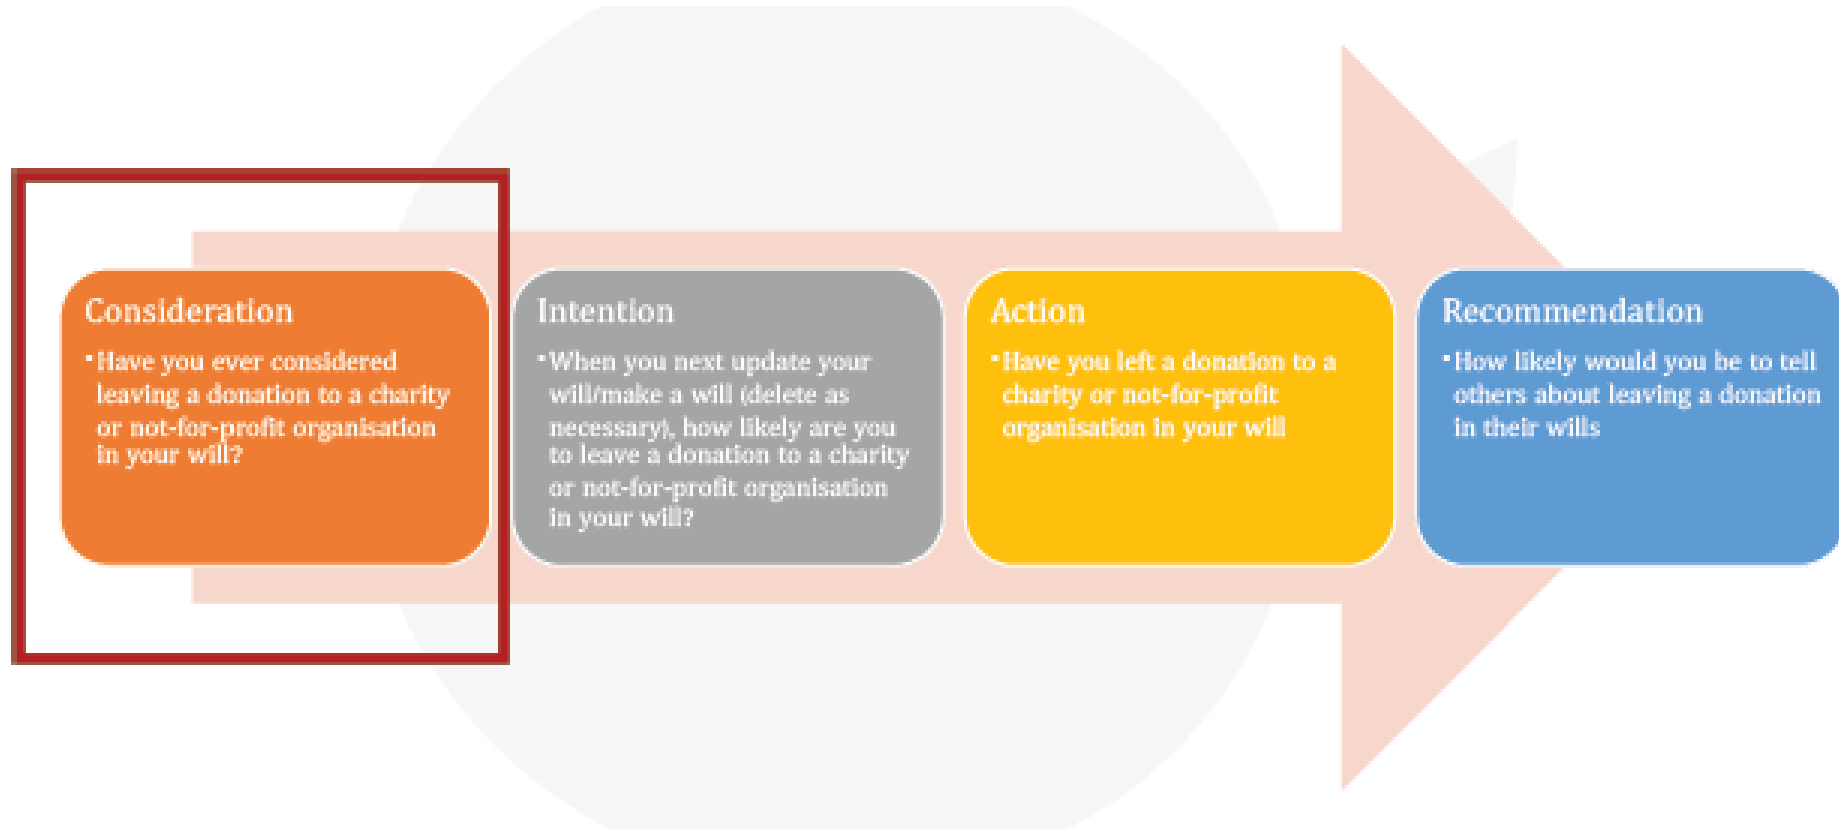 Consideration
▪Have you ever considered
leaving a donation to a charity
or not-for-profit organisation
in your will?
Intention
▪When you next update your
will/make a will (delete as
necessary), how likely are you
to leave a donation to a charity
or not-for-profit organisation
in your will?
Action
▪Have you left a donation to a
charity or not-for-profit
organisation in your will
Recommendation
▪How likely would you be to tell
others about leaving a donation
in their wills